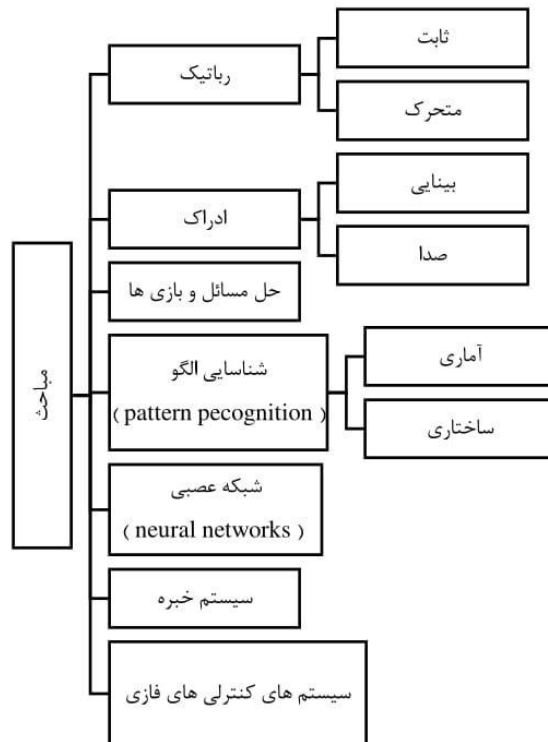 مباحث
رباتیک
ثابت
متحرک
ادراک
بینایی
صدا
حل مسائل و بازی ها
شناسایی الگو
( pattern pecognition )
آماری
ساختاری
شبکه عصبی
( neural networks )
سیستم خبره
سیستم های کنترلی های فازی